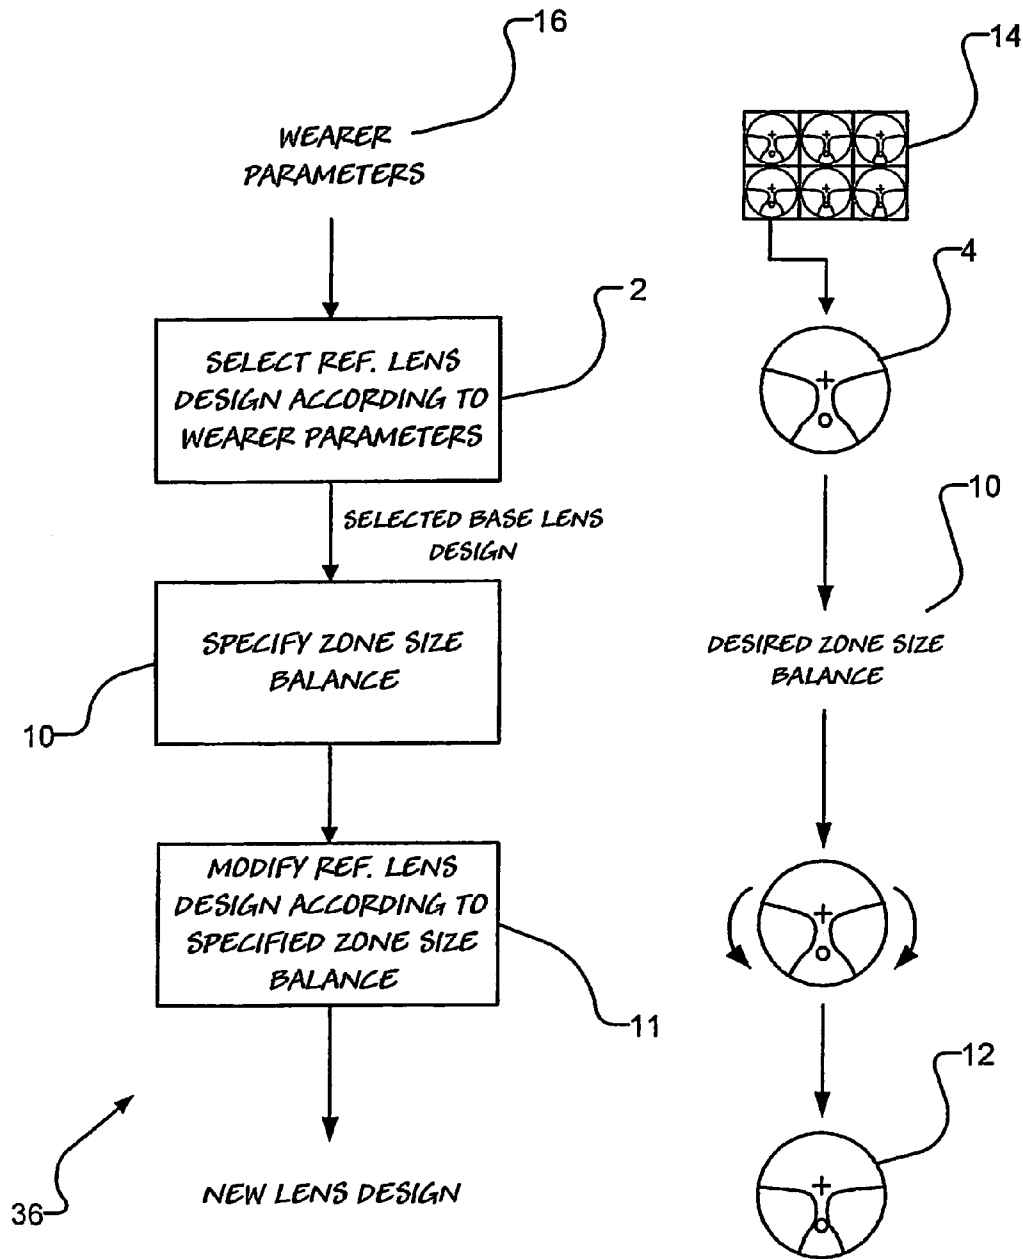 16
14
WEARER
PARAMETERS
4
2
SELECT REF. LENS
DESIGN ACCORDING TO
WEARER PARAMETERS
SELECTED BASE LENS
DESIGN
10
SPECIFY ZONE SIZE
BALANCE
DESIRED ZONE SIZE
BALANCE
10
MODIFY REF. LENS
DESIGN ACCORDING TO
SPECIFIED ZONE SIZE
BALANCE
11
12
36
NEW LENS DESIGN